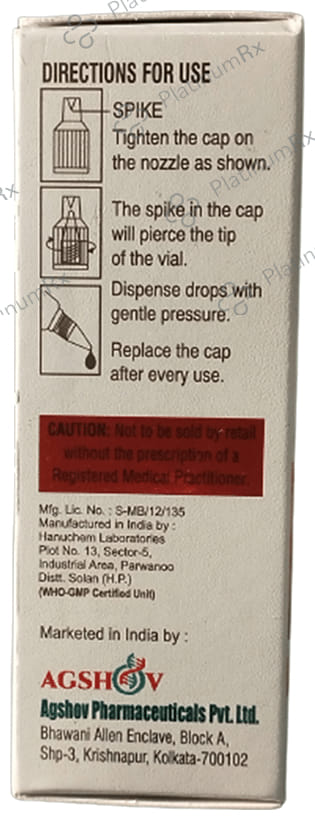 DIRECTIONS FOR USE
SPIKE
Tighten the cap on
the nozzle as shown.
The spike in the cap
will pierce the tip
of the vial.
Dispense drops with
gentle pressure.
Replace the cap
after every use.
CAUTION: Not to be sold by retail
without the prescription of a
Registered Medical Practitioner.
Mfg. Lic. No. : S-MB/12/135
Manufactured in India by :
Hanuchem Laboratories
Plot No. 13, Sector-5,
Industrial Area, Parwanoo
Distt. Solan (H.P.)
(WHO-GMP Certified Unit)
Marketed in India by :
AGSHOV
Agshov Pharmaceuticals Pvt. Ltd.
Bhawani Allen Enclave, Block A,
Shp-3, Krishnapur, Kolkata-700102
PlatinumRx
PlatinumRx
PlatinumRx